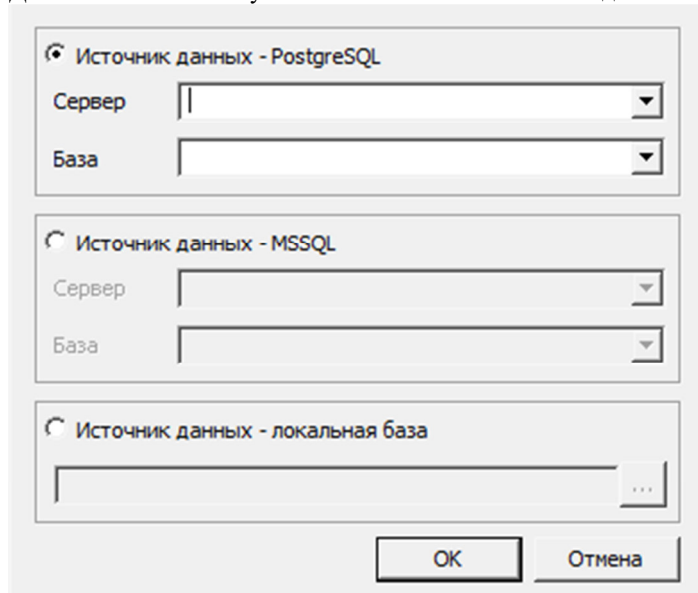 Источник данных - PostgreSQL
Сервер
База
Источник данных - MSSQL
Сервер
База
Источник данных - локальная база
...
OK
Отмена